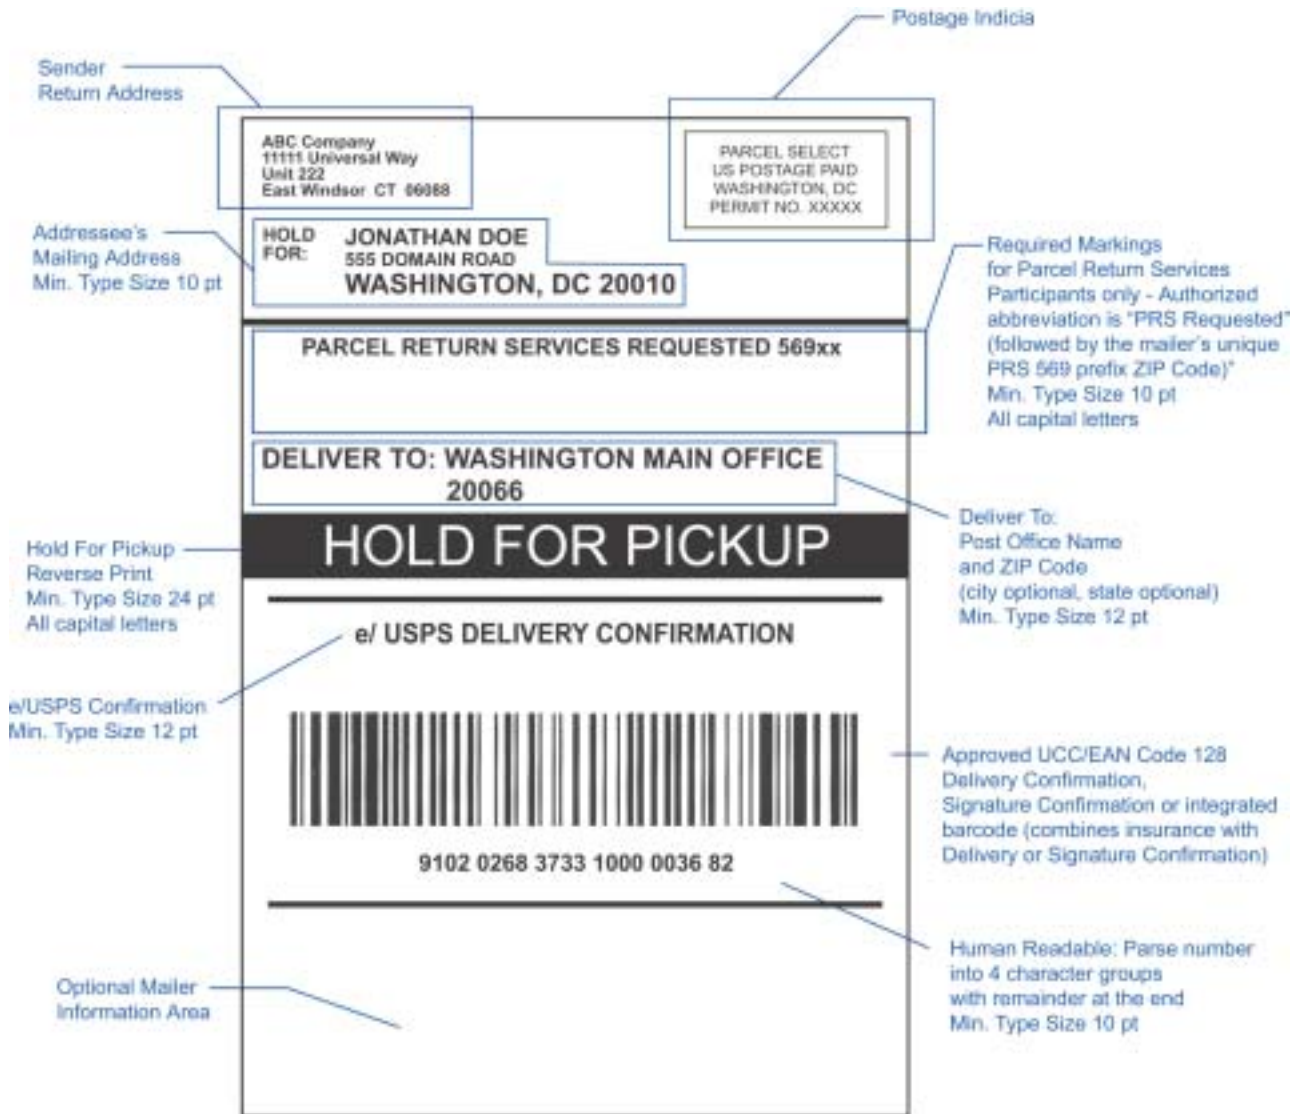 Postage Indicia
Sender
Return Address
ABC Company
11111 Universal Way
Unit 222
East Windsor CT 06088
PARCEL SELECT
US POSTAGE PAID
WASHINGTON, DC
PERMIT NO. XXXXX
Addressee's
Mailing Address
Min. Type Size 10 pt
HOLD
FOR:
JONATHAN DOE
555 DOMAIN ROAD
WASHINGTON, DC 20010
Required Markings
for Parcel Return Services
Participants only - Authorized
abbreviation is "PRS Requested"
(followed by the mailer's unique
PRS 569 prefix ZIP Code)"
Min. Type Size 10 pt
All capital letters
PARCEL RETURN SERVICES REQUESTED 569xx
DELIVER TO: WASHINGTON MAIN OFFICE
20066
Deliver To:
Post Office Name
and ZIP Code
(city optional, state optional)
Min. Type Size 12 pt
Hold For Pickup
Reverse Print
Min. Type Size 24 pt
All capital letters
HOLD FOR PICKUP
e/ USPS DELIVERY CONFIRMATION
e/USPS Confirmation
Min. Type Size 12 pt
Approved UCC/EAN Code 128
Delivery Confirmation,
Signature Confirmation or integrated
barcode (combines insurance with
Delivery or Signature Confirmation)
9102 0268 3733 1000 0036 82
Human Readable: Parse number
into 4 character groups
with remainder at the end
Min. Type Size 10 pt
Optional Mailer
Information Area